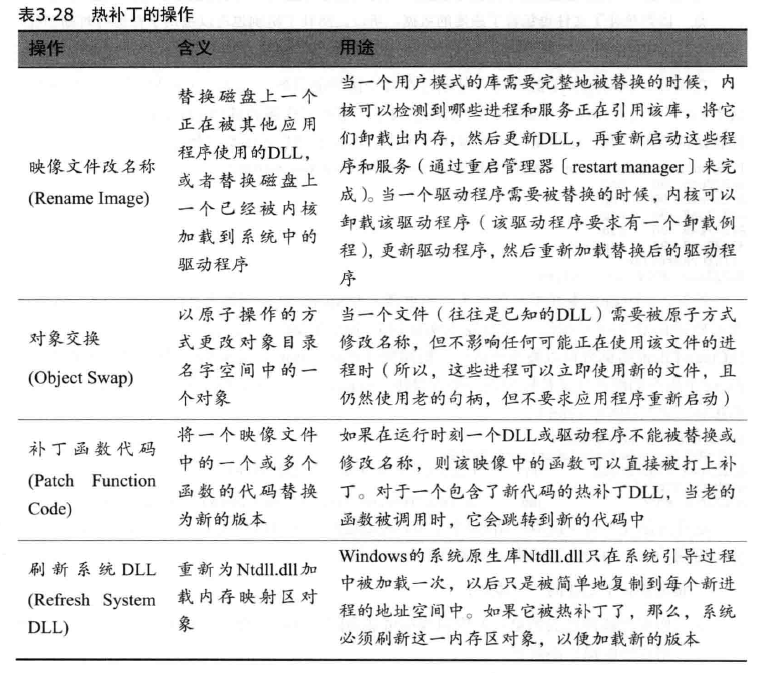 表3.28 热补丁的操作
操作 含义 用途
映像文件改名称
(Rename Image)
替换磁盘上一个
正在被其他应用
程序使用的DLL，
或者替换磁盘上
一个已经被内核
加载到系统中的
驱动程序
当一个用户模式的库需要完整地被替换的时候，内
核可以检测到哪些进程和服务正在引用该库，将它
们卸载出内存，然后更新DLL，再重新启动这些程
序和服务（通过重启管理器〔restart manager〕来完
成）。当一个驱动程序需要被替换的时候，内核可以
卸载该驱动程序（该驱动程序要求有一个卸载例
程），更新驱动程序，然后重新加载替换后的驱动程
序
对象交换
(Object Swap)
以原子操作的方
式更改对象目录
名字空间中的一
个对象
当一个文件（往往是已知的DLL）需要被原子方式
修改名称，但不影响任何可能正在使用该文件的进
程时（所以，这些进程可以立即使用新的文件，且
仍然使用老的句柄，但不要求应用程序重新启动）
补丁函数代码
(Patch Function
Code)
将一个映像文件
中的一个或多个
函数的代码替换
为新的版本
如果在运行时刻一个DLL或驱动程序不能被替换或
修改名称，则该映像中的函数可以直接被打上补
丁。对于一个包含了新代码的热补丁DLL，当老的
函数被调用时，它会跳转到新的代码中
刷新系统DLL
(Refresh System
DLL)
重新为Ntdll.dll加
载内存映射区对
象
Windows的系统原生库Ntdll.dll只在系统引导过程
中被加载一次，以后只是被简单地复制到每个新进
程的地址空间中。如果它被热补丁了，那么，系统
必须刷新这一内存区对象，以便加载新的版本